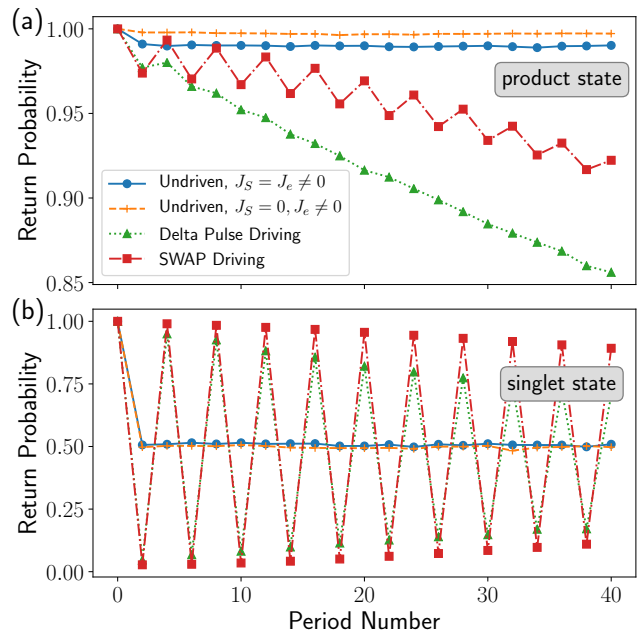 (a)
1.00
0.95
0.90
0.85
Return Probability
product state
Undriven, $J_S = J_e \neq 0$
Undriven, $J_S = 0, J_e \neq 0$
Delta Pulse Driving
SWAP Driving
(b)
1.00
0.75
0.50
0.25
0.00
Return Probability
singlet state
0 10 20 30 40
Period Number